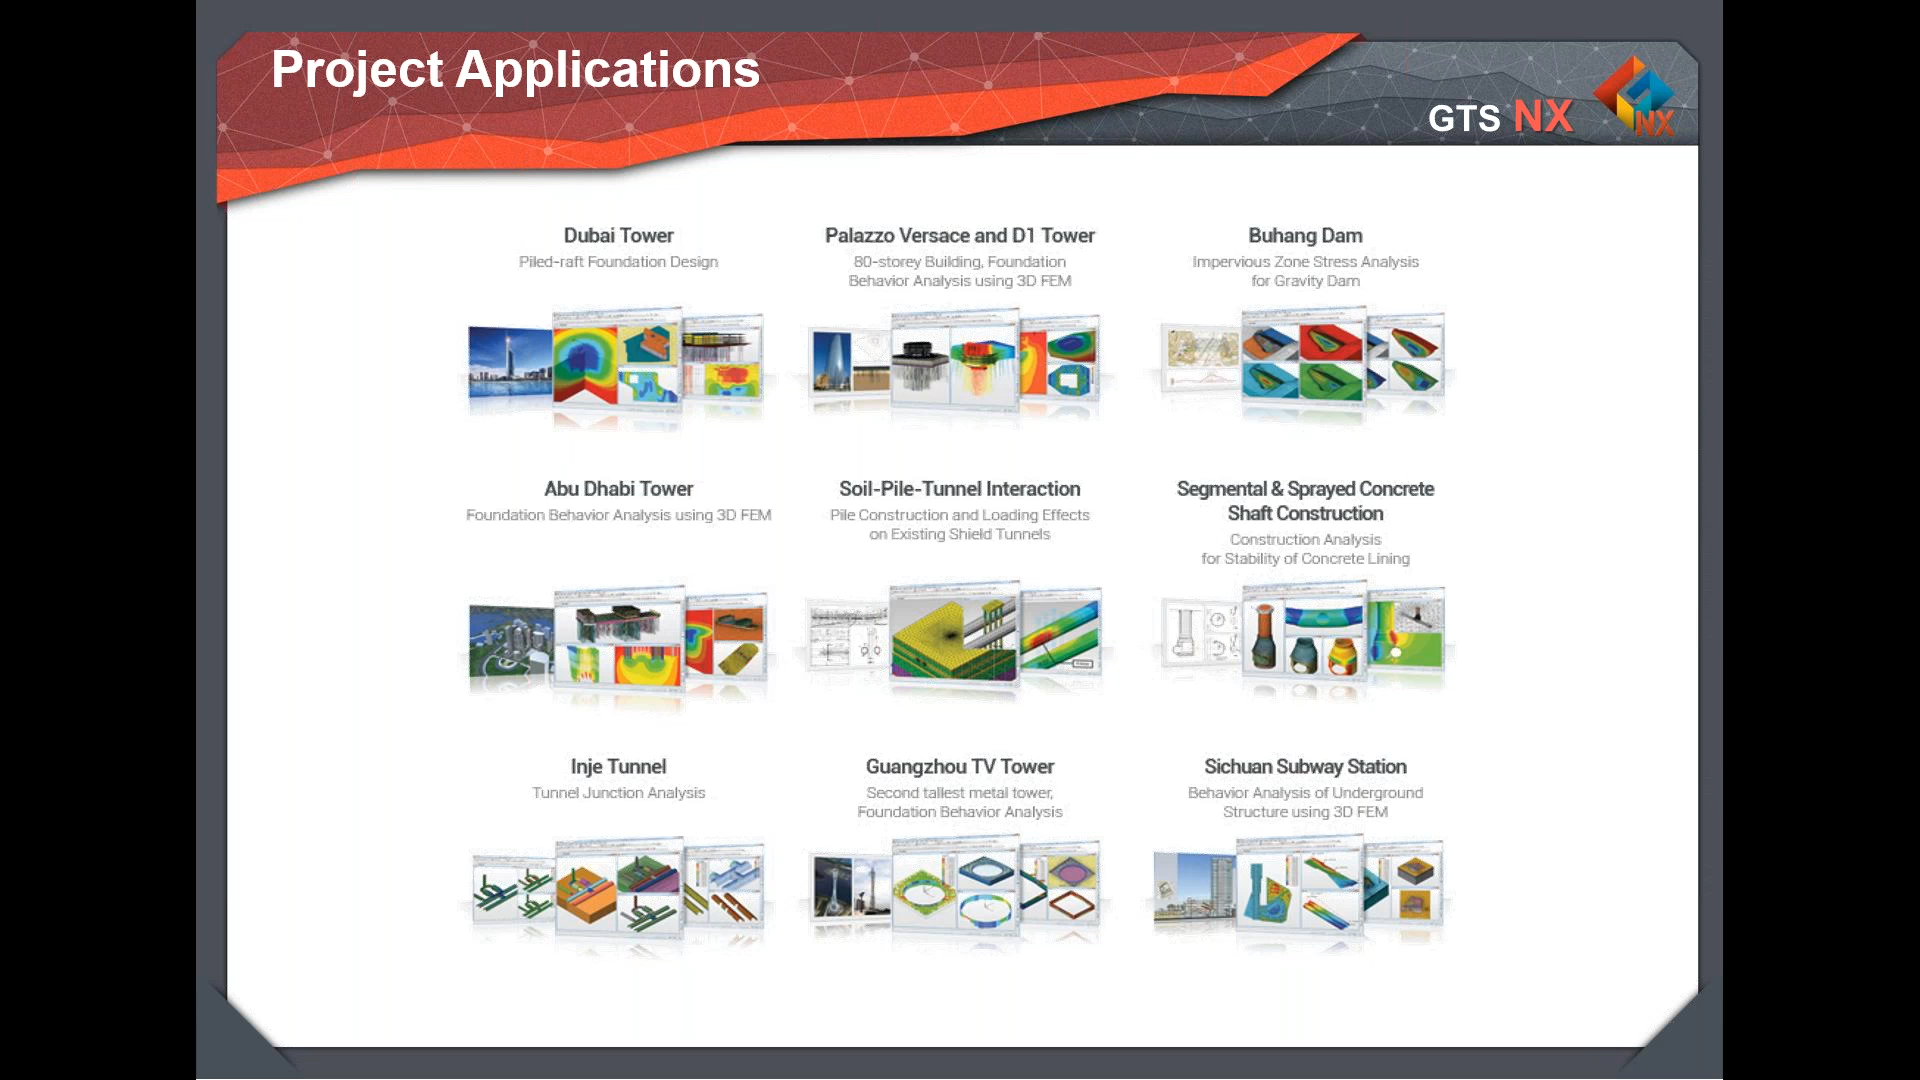 Project Applications
GTS NX
NX
Dubai Tower
Piled-raft Foundation Design
Palazzo Versace and D1 Tower
80-storey Building, Foundation
Behavior Analysis using 3D FEM
Buhang Dam
Impervious Zone Stress Analysis
for Gravity Dam
Abu Dhabi Tower
Foundation Behavior Analysis using 3D FEM
Soil-Pile-Tunnel Interaction
Pile Construction and Loading Effects
on Existing Shield Tunnels
Segmental & Sprayed Concrete
Shaft Construction
Construction Analysis
for Stability of Concrete Lining
Inje Tunnel
Tunnel Junction Analysis
Guangzhou TV Tower
Second tallest metal tower,
Foundation Behavior Analysis
Sichuan Subway Station
Behavior Analysis of Underground
Structure using 3D FEM